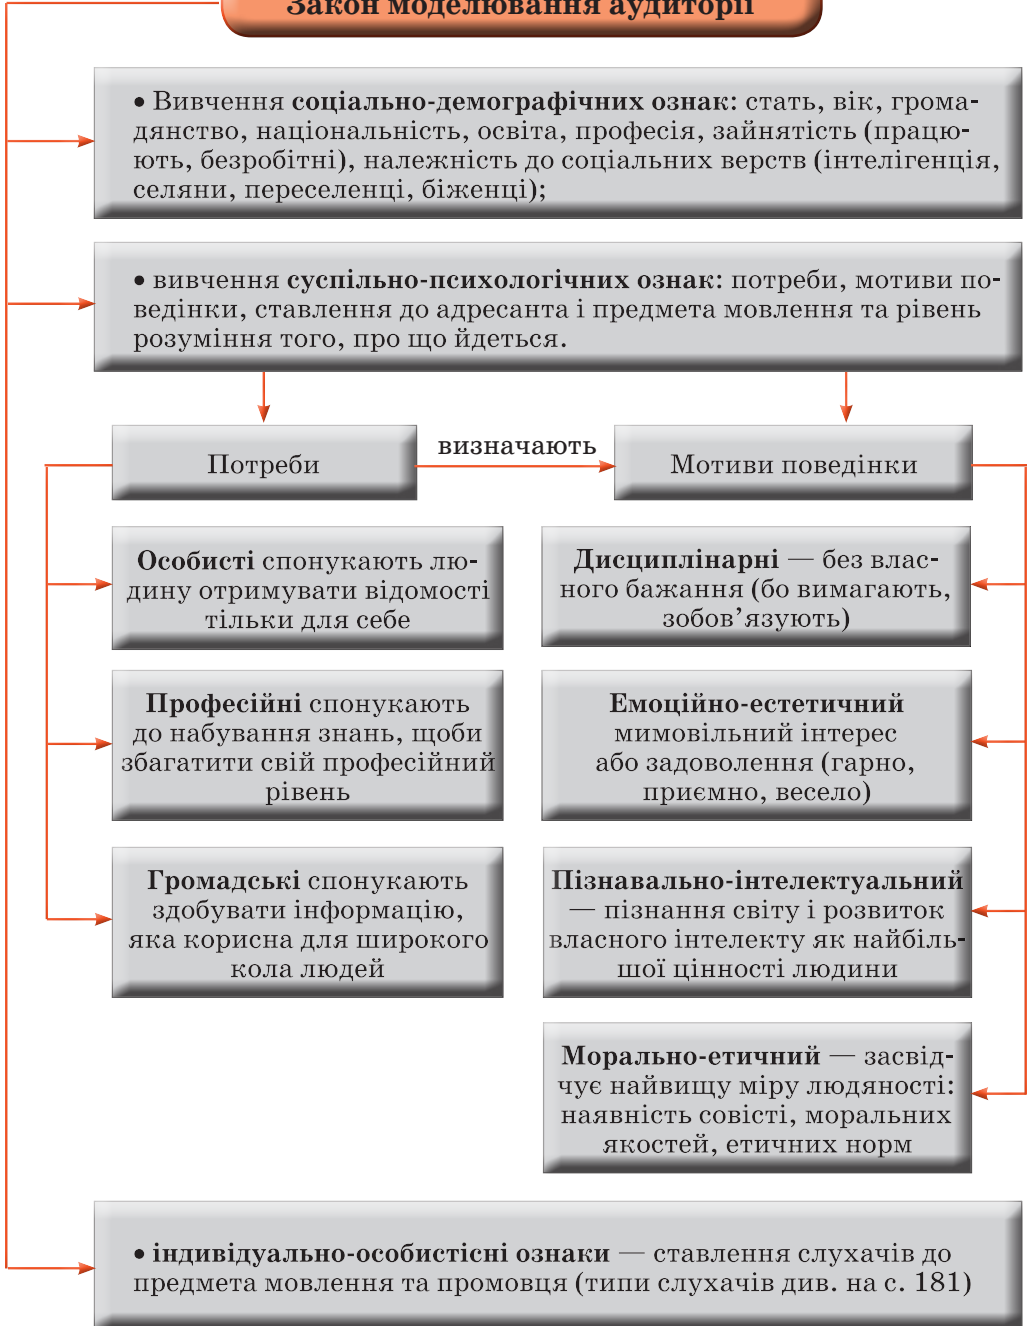 Закон моделювання аудиторії
• Вивчення соціально-демографічних ознак: стать, вік, грома-
дянство, національність, освіта, професія, зайнятість (працю-
ють, безробітні), належність до соціальних верств (інтелігенція,
селяни, переселенці, біженці);
• вивчення суспільно-психологічних ознак: потреби, мотиви по-
ведінки, ставлення до адресанта і предмета мовлення та рівень
розуміння того, про що йдеться.
Потреби
визначають
Мотиви поведінки
Особисті спонукають лю-
дину отримувати відомості
тільки для себе
Професійні спонукають
до набування знань, щоби
збагатити свій професійний
рівень
Громадські спонукають
здобувати інформацію,
яка корисна для широкого
кола людей
Дисциплінарні — без влас-
ного бажання (бо вимагають,
зобов’язують)
Емоційно-естетичний
мимовільний інтерес
або задоволення (гарно,
приємно, весело)
Пізнавально-інтелектуальний
— пізнання світу і розвиток
власного інтелекту як найбіль-
шої цінності людини
Морально-етичний — засвід-
чує найвищу міру людяності:
наявність совісті, моральних
якостей, етичних норм
• індивідуально-особистісні ознаки — ставлення слухачів до
предмета мовлення та промовця (типи слухачів див. на с. 181)